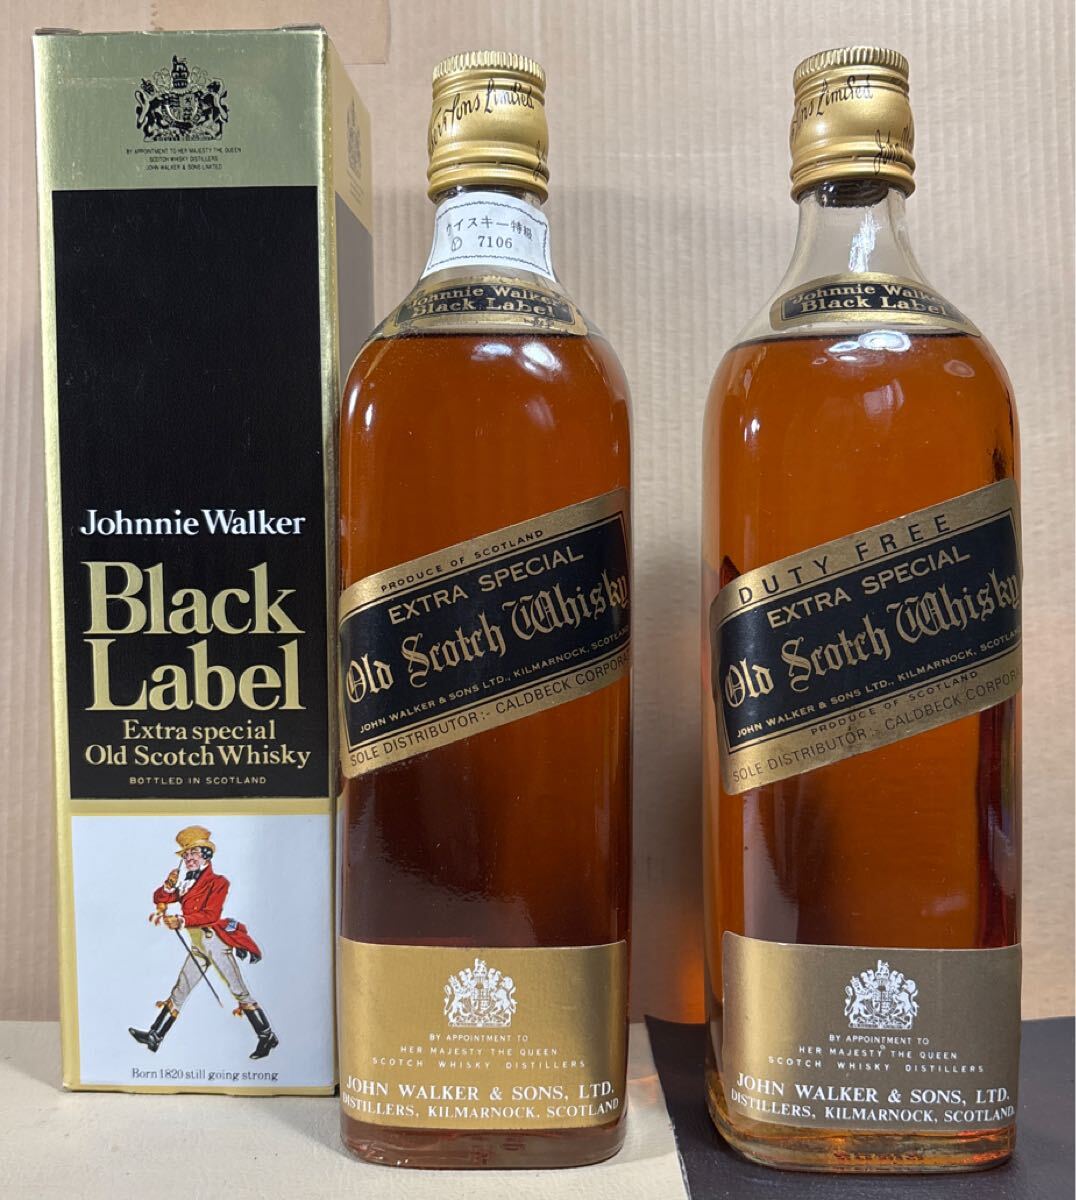 BY APPOINTMENT TO HER MAJESTY THE QUEEN
SCOTCH WHISKY DISTILLERS
JOHN WALKER & SONS LIMITED
Johnnie Walker
Black
Label
Extra special
Old Scotch Whisky
BOTTLED IN SCOTLAND
Born 1820 still going strong
Sons Limited
ウイスキー特級
7106
Johnnie Walker
Black Label
PRODUCE OF SCOTLAND
EXTRA SPECIAL
Old Scotch Whisky
JOHN WALKER & SONS LTD., KILMARNOCK, SCOTLAND
SOLE DISTRIBUTOR:- CALDBECK CORPORA
BY APPOINTMENT TO
HER MAJESTY THE QUEEN
SCOTCH WHISKY DISTILLERS
JOHN WALKER & SONS, LTD.
DISTILLERS, KILMARNOCK, SCOTLAND
Limited
Johnnie Walk
Black Label
DUTY FREE
EXTRA SPECIAL
Old Scotch Whisky
JOHN WALKER & SONS LTD., KILMARNOCK, SCOTLAN
PRODUCE OF SCOTLAND
SOLE DISTRIBUTOR:- CALDBECK CORPORA
BY APPOINTMENT TO
HER MAJESTY THE QUEEN
SCOTCH WHISKY DISTILLERS
JOHN WALKER & SONS, LTD.
DISTILLERS, KILMARNOCK, SCOTLAND.